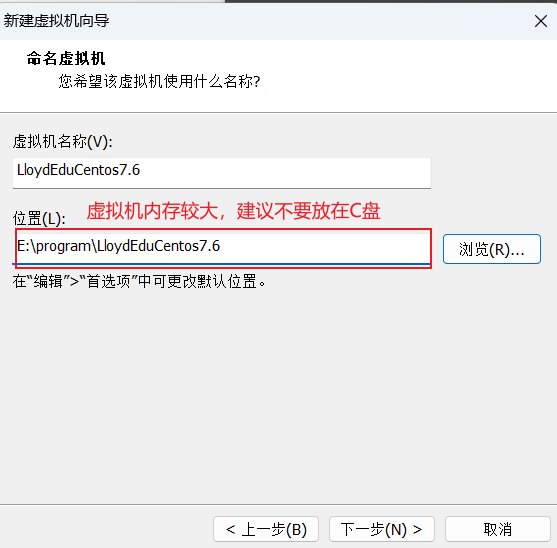 新建虚拟机向导
命名虚拟机
您希望该虚拟机使用什么名称?
虚拟机名称(V):
LloydEduCentos7.6
位置(L):
虚拟机内存较大，建议不要放在C盘
E:\program\LloydEduCentos7.6
浏览(R)...
在“编辑”>“首选项”中可更改默认位置。
< 上一步(B)
下一步(N) >
取消